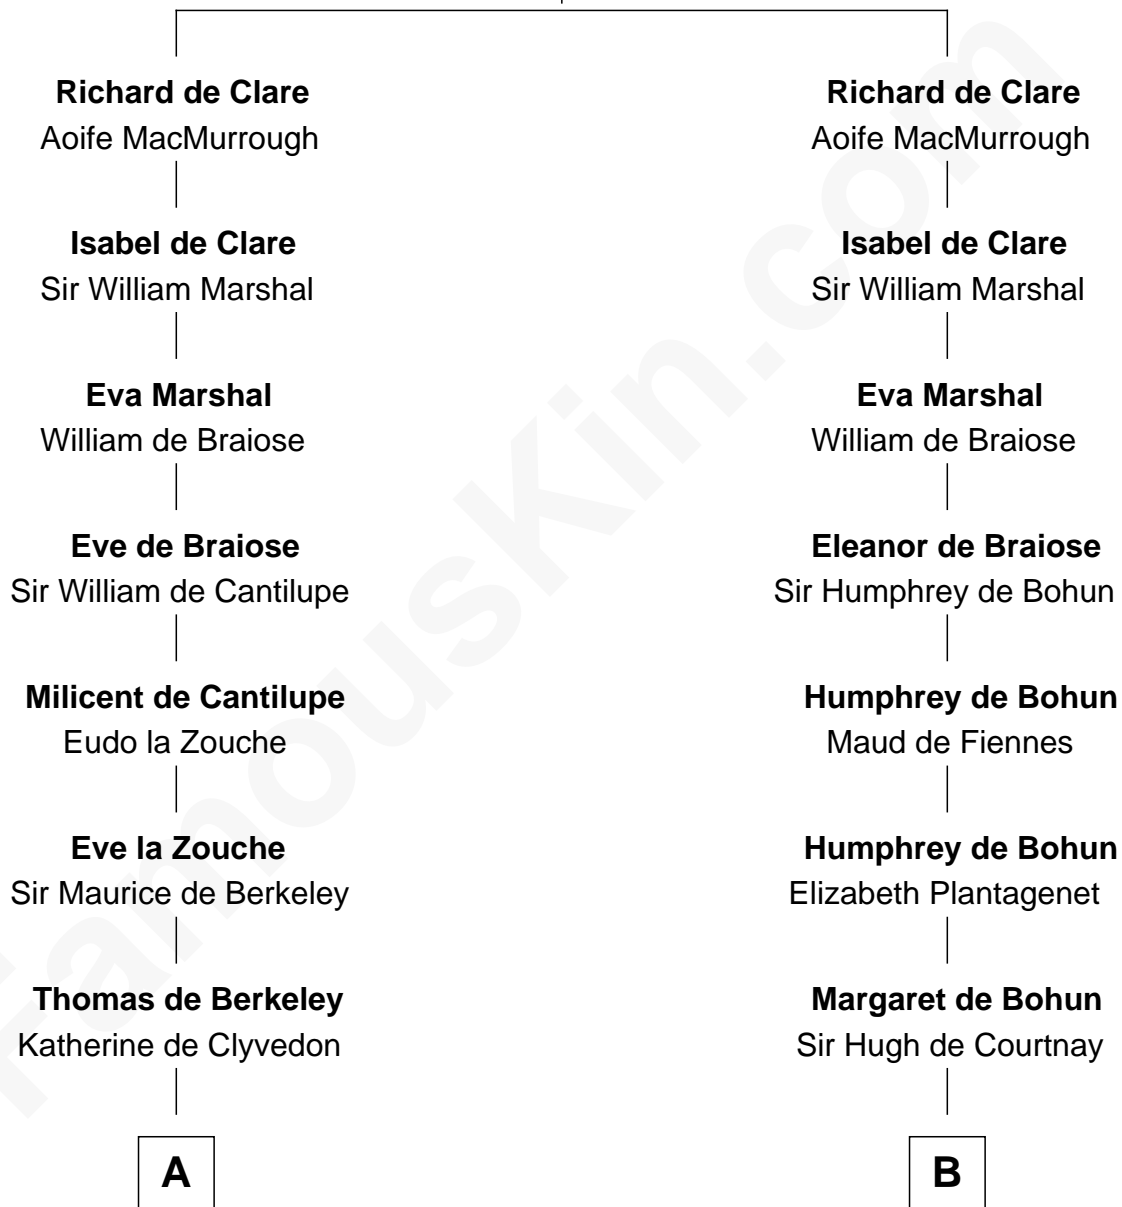 Richard de Clare
Aoife MacMurrough
Isabel de Clare
Sir William Marshal
Eva Marshal
William de Braiose
Eve de Braiose
Sir William de Cantilupe
Milicent de Cantilupe
Eudo la Zouche
Eve la Zouche
Sir Maurice de Berkeley
Thomas de Berkeley
Katherine de Clyvedon
A
Richard de Clare
Aoife MacMurrough
Isabel de Clare
Sir William Marshal
Eva Marshal
William de Braiose
Eleanor de Braiose
Sir Humphrey de Bohun
Humphrey de Bohun
Maud de Fiennes
Humphrey de Bohun
Elizabeth Plantagenet
Margaret de Bohun
Sir Hugh de Courtnay
B
FamousKin.com